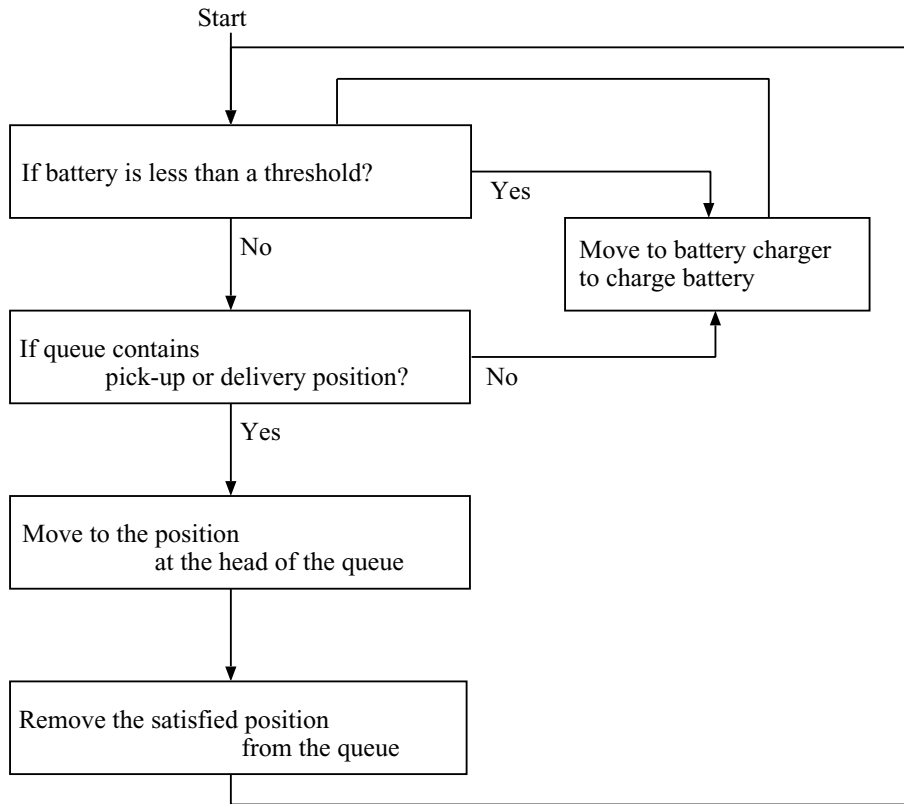 Start
If battery is less than a threshold?
Yes
No
Move to battery charger
to charge battery
If queue contains
pick-up or delivery position?
No
Yes
Move to the position
at the head of the queue
Remove the satisfied position
from the queue